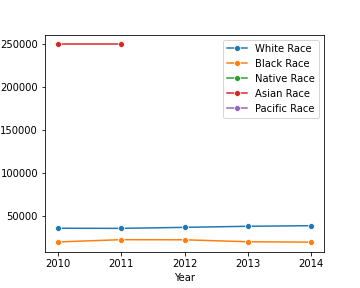 250000
200000
150000
100000
50000
2010 2011 2012 2013 2014
Year
White Race
Black Race
Native Race
Asian Race
Pacific Race